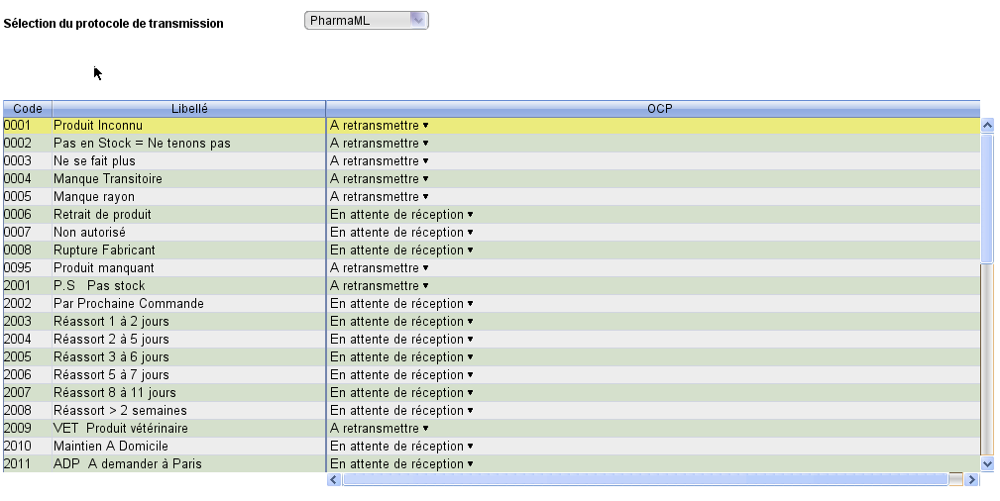 Sélection du protocole de transmission PharmaML
Code Libellé OCP
0001 Produit Inconnu A retransmettre
0002 Pas en Stock = Ne tenons pas A retransmettre
0003 Ne se fait plus A retransmettre
0004 Manque Transitoire A retransmettre
0005 Manque rayon A retransmettre
0006 Retrait de produit En attente de réception
0007 Non autorisé En attente de réception
0008 Rupture Fabricant En attente de réception
0095 Produit manquant A retransmettre
2001 P.S Pas stock A retransmettre
2002 Par Prochaine Commande En attente de réception
2003 Réassort 1 à 2 jours En attente de réception
2004 Réassort 2 à 5 jours En attente de réception
2005 Réassort 3 à 6 jours En attente de réception
2006 Réassort 5 à 7 jours En attente de réception
2007 Réassort 8 à 11 jours En attente de réception
2008 Réassort > 2 semaines En attente de réception
2009 VET Produit vétérinaire A retransmettre
2010 Maintien A Domicile En attente de réception
2011 ADP A demander à Paris En attente de réception